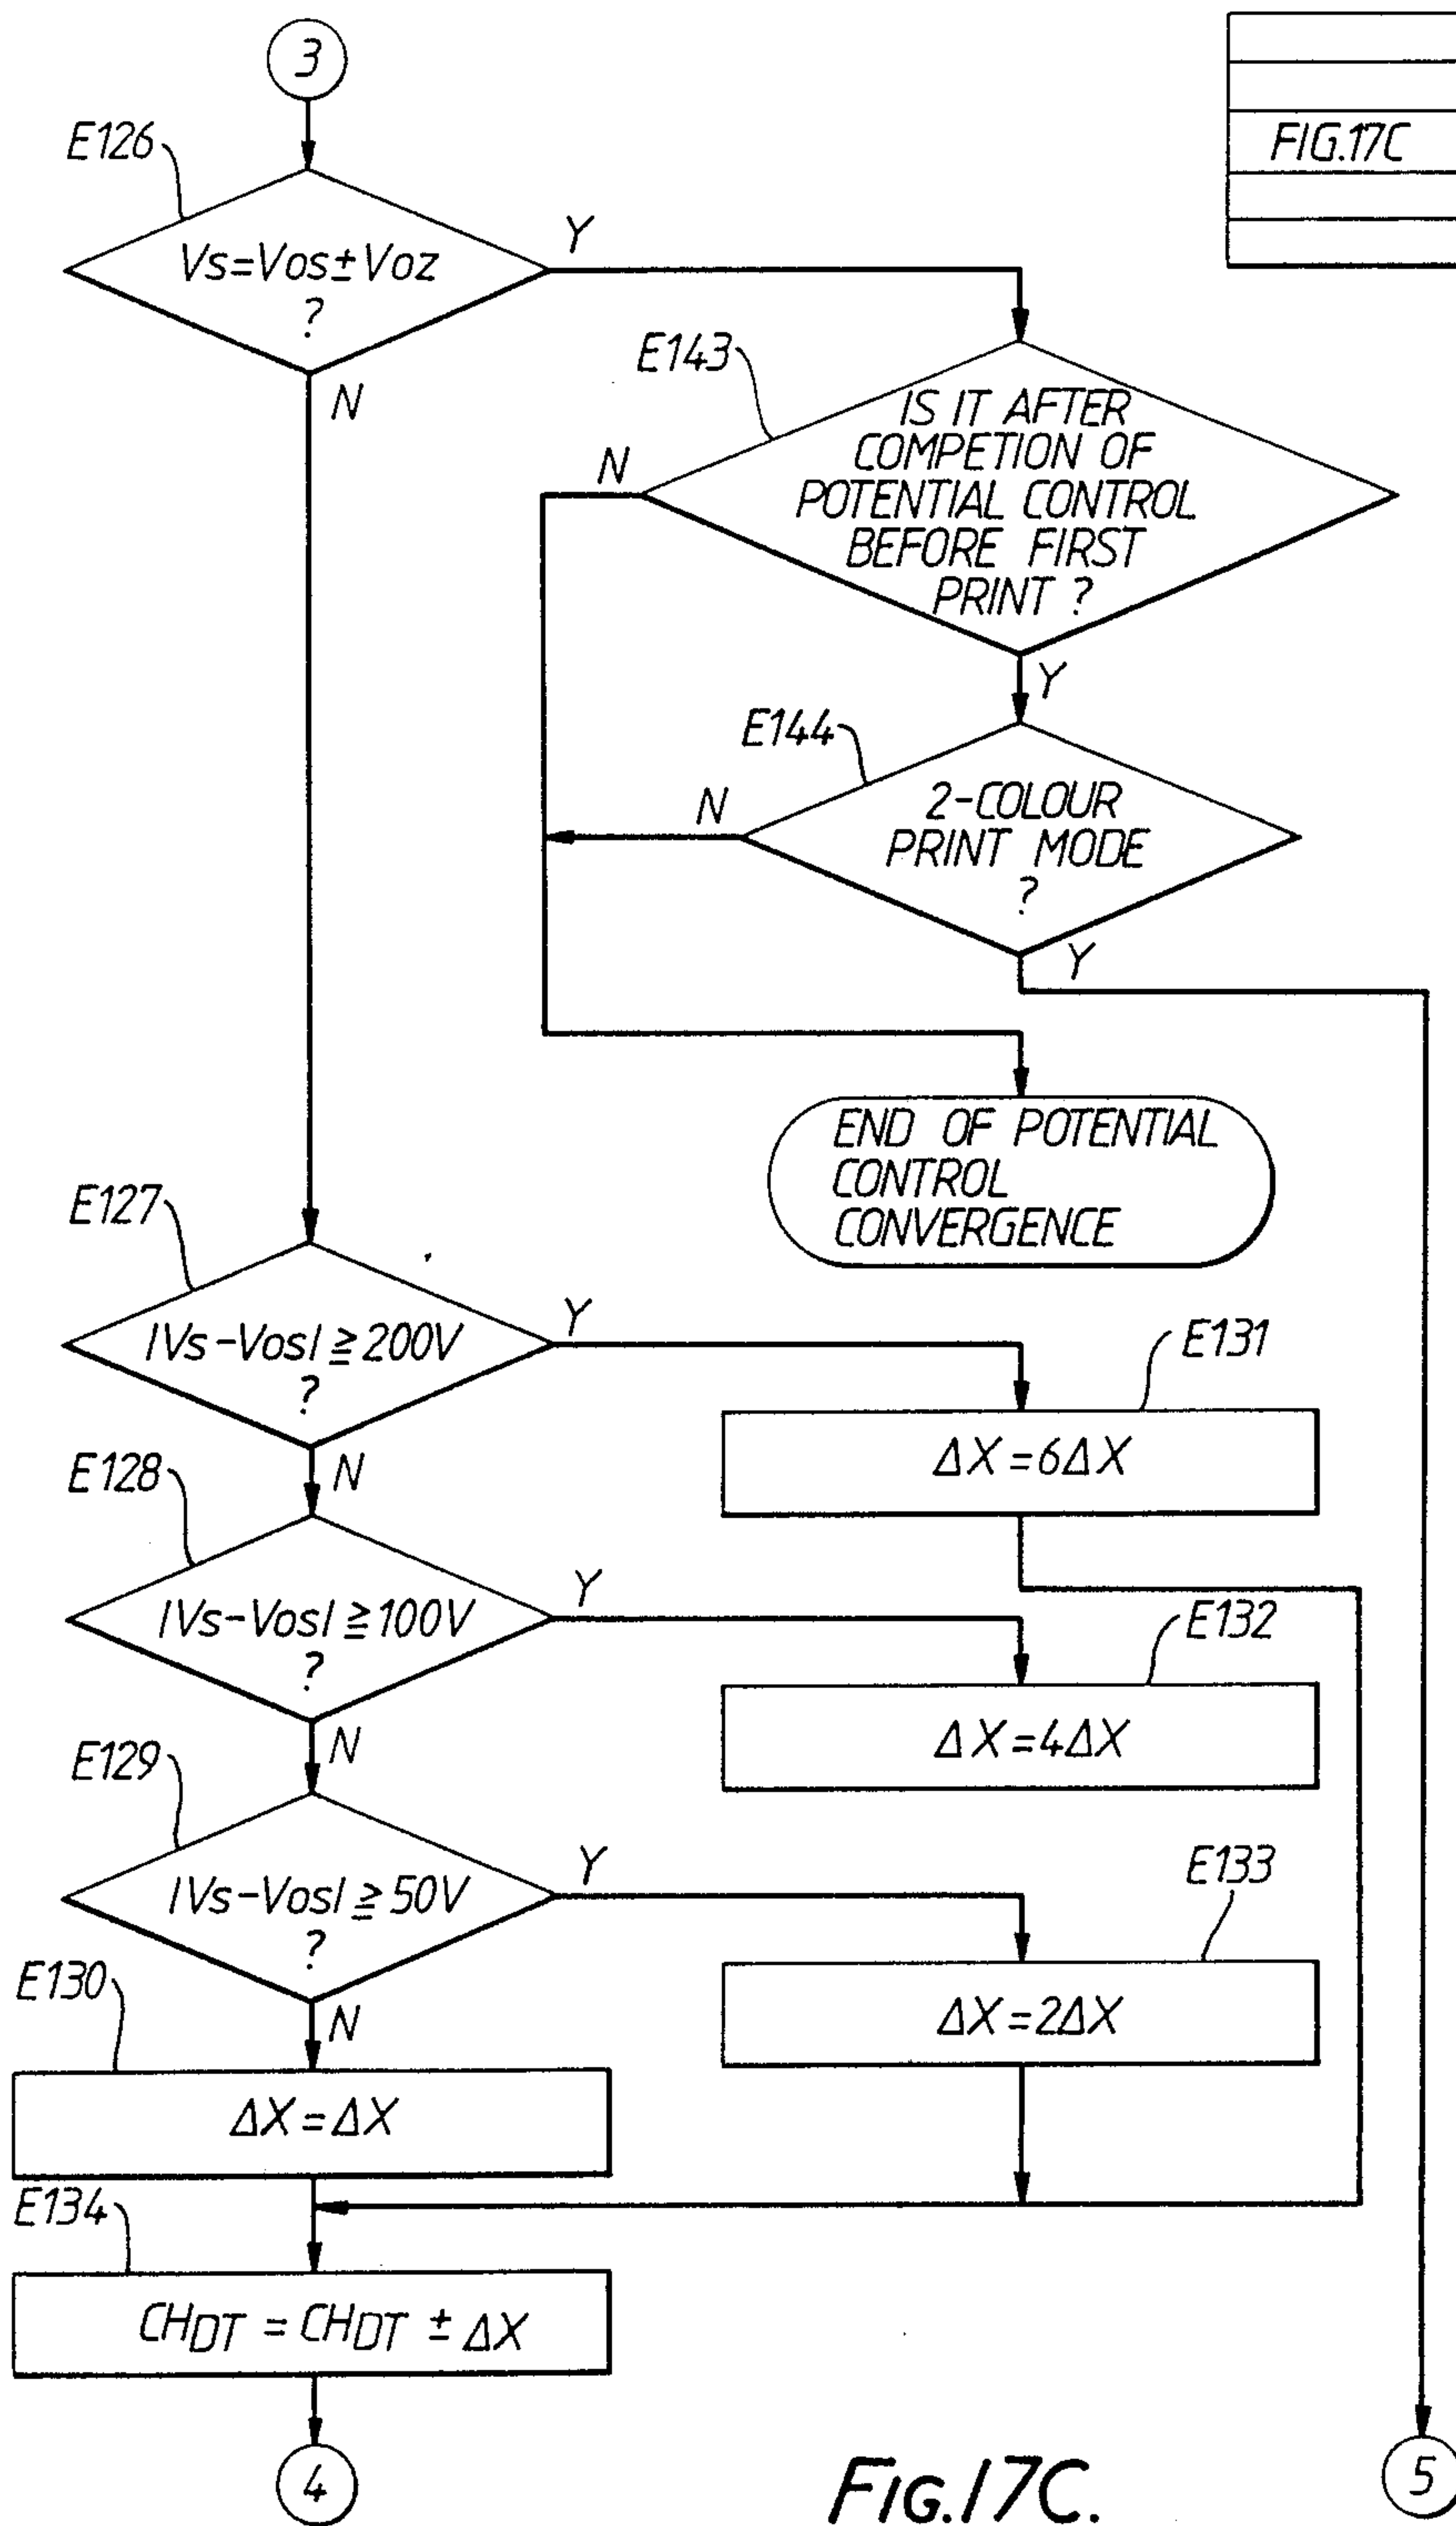 3
FIG.17C
E126
Vs=Vos±Voz
?
Y
N
E143
IS IT AFTER
COMPETION OF
POTENTIAL CONTROL
BEFORE FIRST
PRINT ?
N
Y
E144
2-COLOUR
PRINT MODE
?
N
Y
END OF POTENTIAL
CONTROL
CONVERGENCE
E127
|Vs-Vos|≧200V
?
Y
N
E131
ΔX=6ΔX
E128
|Vs-Vos|≧100V
?
Y
N
E132
ΔX=4ΔX
E129
|Vs-Vos|≧50V
?
Y
N
E133
ΔX=2ΔX
E130
ΔX=ΔX
E134
CHDT = CHDT ± ΔX
4
5
FIG.17C.